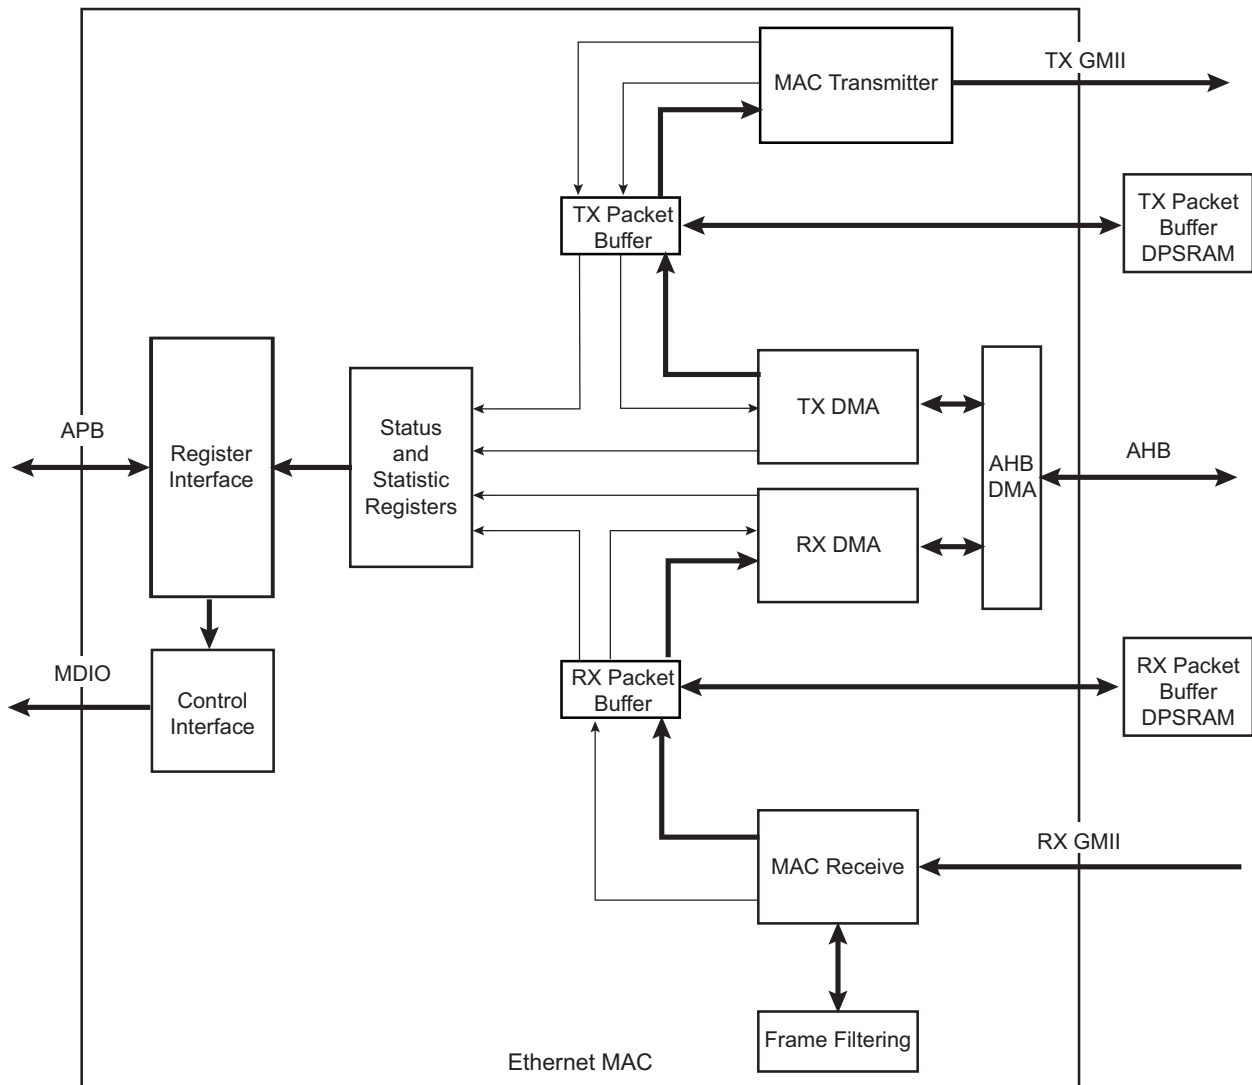 TX GMII
MAC Transmitter
TX Packet
Buffer
TX Packet
Buffer
DPSRAM
APB
Register
Interface
Status
and
Statistic
Registers
TX DMA
RX DMA
AHB
DMA
AHB
MDIO
Control
Interface
RX Packet
Buffer
RX Packet
Buffer
DPSRAM
MAC Receive
RX GMII
Frame Filtering
Ethernet MAC